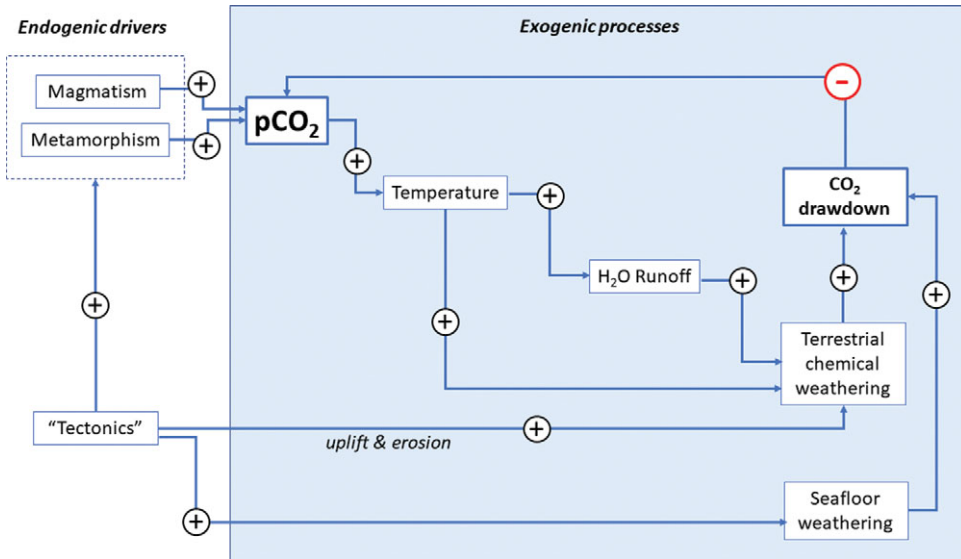 Endogenic drivers
Exogenic processes
Magmatism
+
Metamorphism
+
pCO₂
−
+
Temperature
+
CO₂
drawdown
H₂O Runoff
+
+
+
+
+
Terrestrial
chemical
weathering
"Tectonics"
+
uplift & erosion
+
Seafloor
weathering